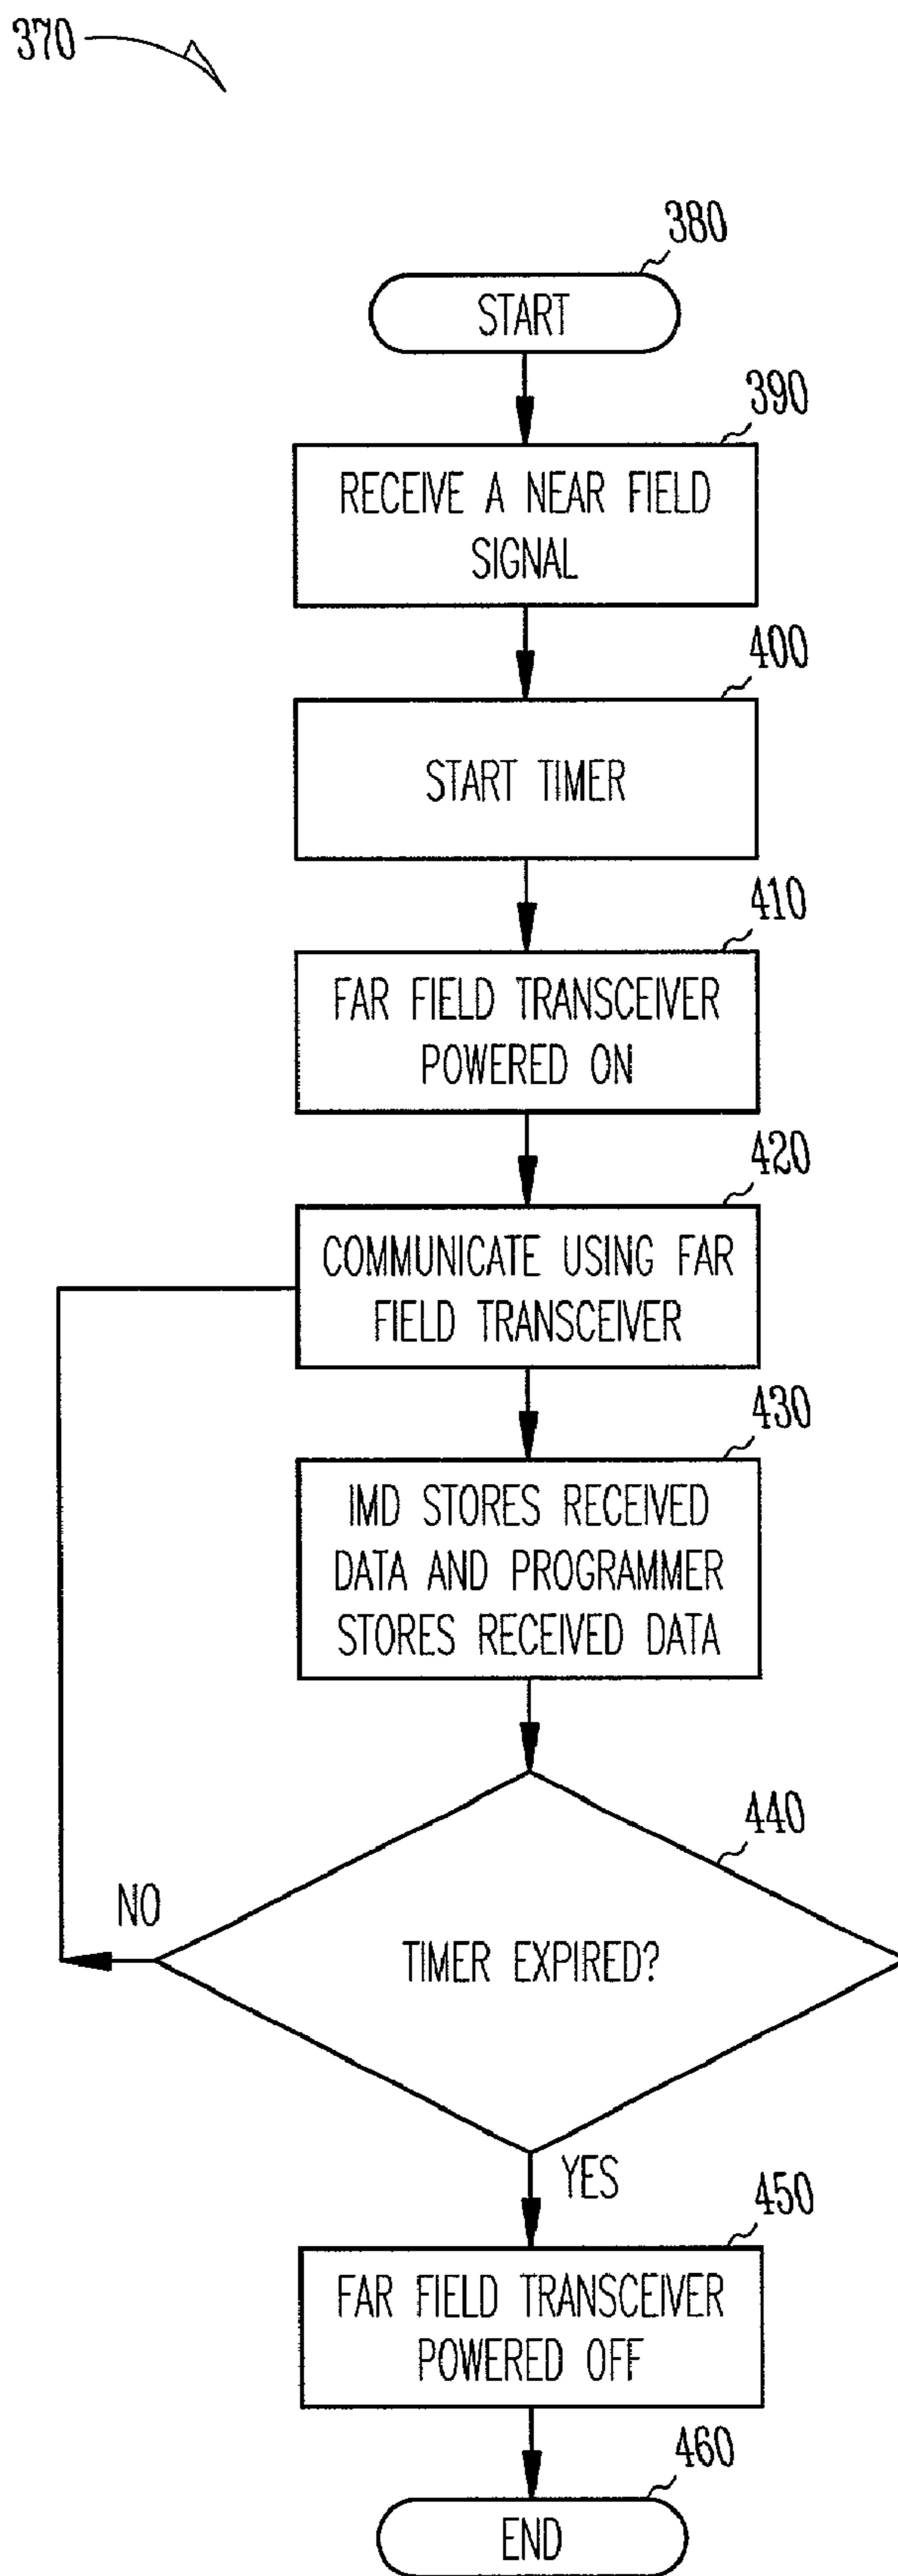 370
380
START
390
RECEIVE A NEAR FIELD
SIGNAL
400
START TIMER
410
FAR FIELD TRANSCEIVER
POWERED ON
420
COMMUNICATE USING FAR
FIELD TRANSCEIVER
430
IMD STORES RECEIVED
DATA AND PROGRAMMER
STORES RECEIVED DATA
440
NO
TIMER EXPIRED?
YES
450
FAR FIELD TRANSCEIVER
POWERED OFF
460
END